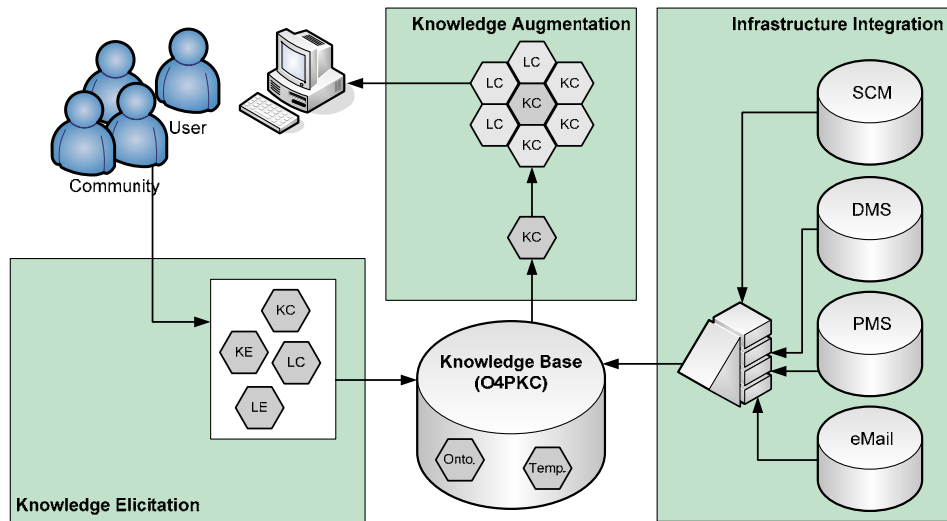 Knowledge Augmentation
Infrastructure Integration
User
Community
LC
LC
KC
KC
LC
KC
KC
KC
SCM
DMS
PMS
eMail
KC
KE
LC
LE
Knowledge Base
(O4PKC)
Onto.
Temp.
Knowledge Elicitation